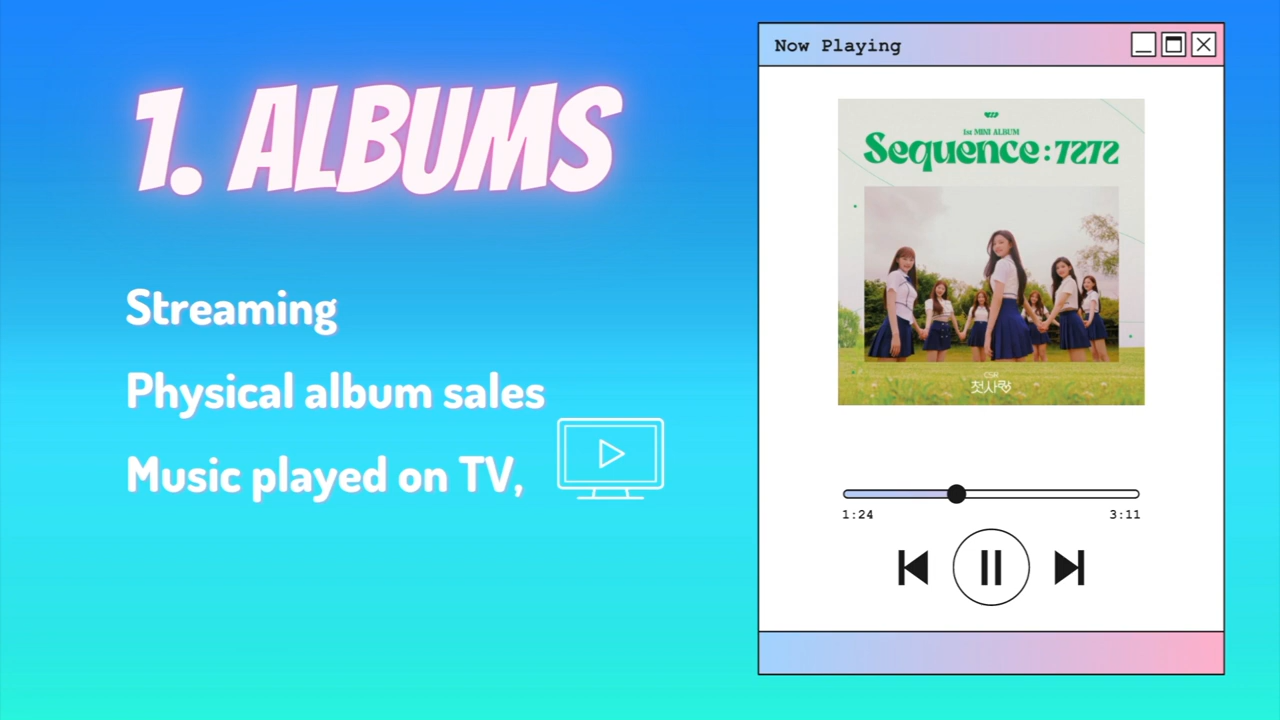 1. ALBUMS
Streaming
Physical album sales
Music played on TV,
Now Playing
1st MINI ALBUM
Sequence : 7272
CSR
첫사랑
1:24
3:11